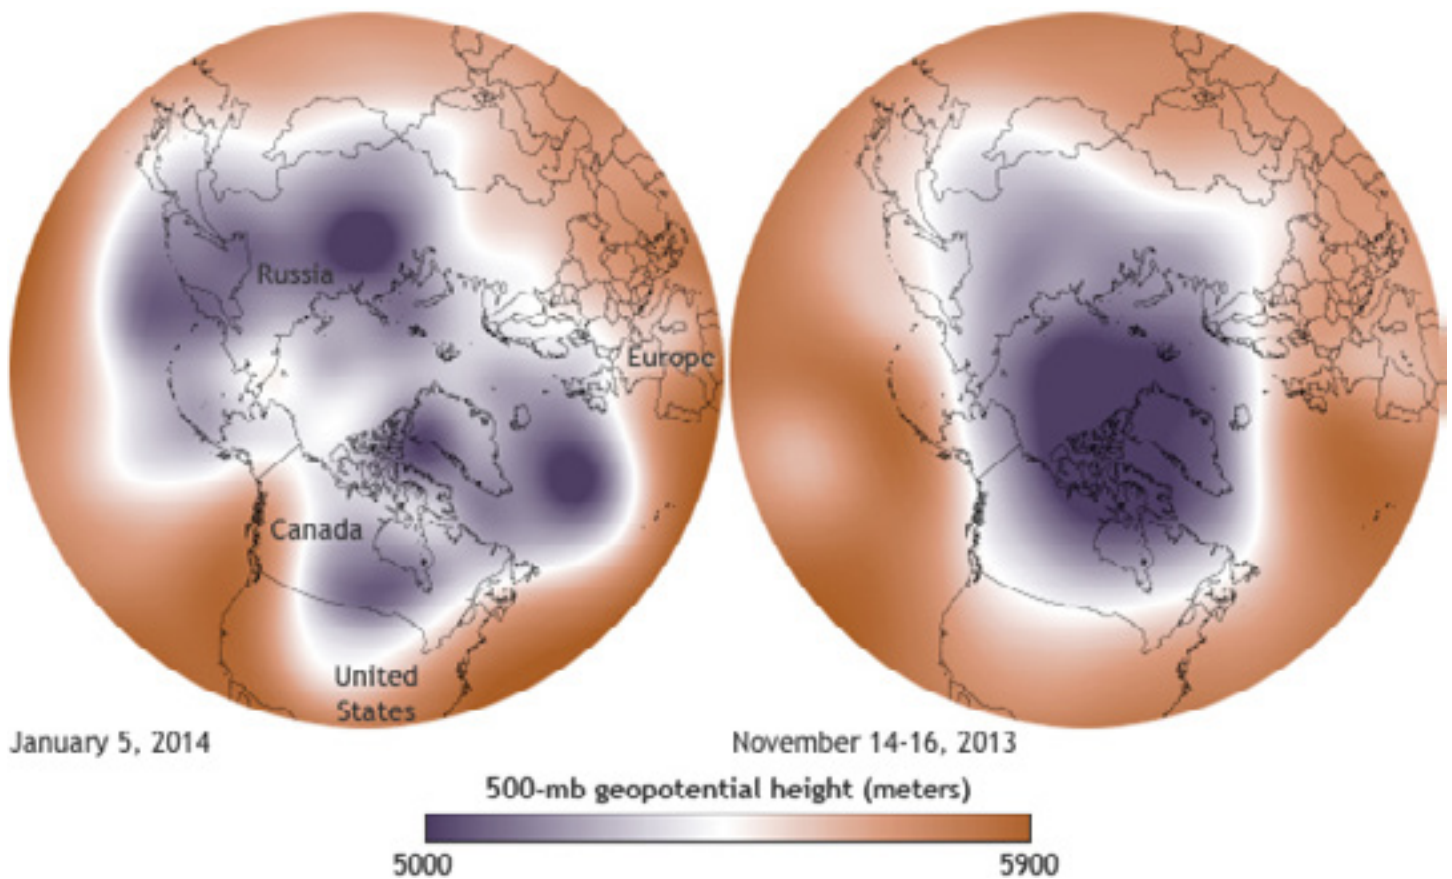 Russia
Europe
Canada
United
States
January 5, 2014
November 14-16, 2013
500-mb geopotential height (meters)
5000
5900